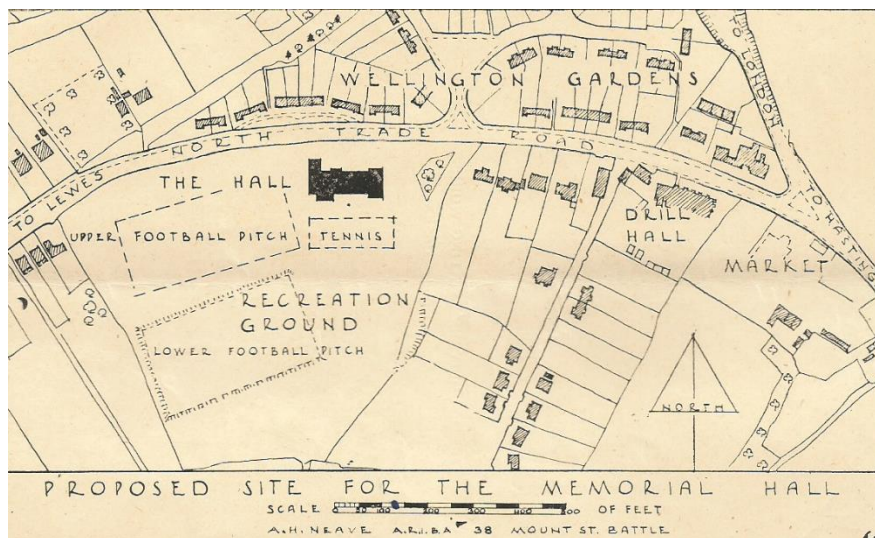 TO LONDON
WELLINGTON GARDENS
NORTH TRADE ROAD
TO LEWES
THE HALL
TO HASTINGS
UPPER FOOTBALL PITCH
TENNIS
DRILL
HALL
MARKET
RECREATION
GROUND
LOWER FOOTBALL PITCH
NORTH
PROPOSED SITE FOR THE MEMORIAL HALL
SCALE 0 50 100 200 300 400 500 OF FEET
A.H. NEAVE A.R.I.B.A 38 MOUNT ST. BATTLE